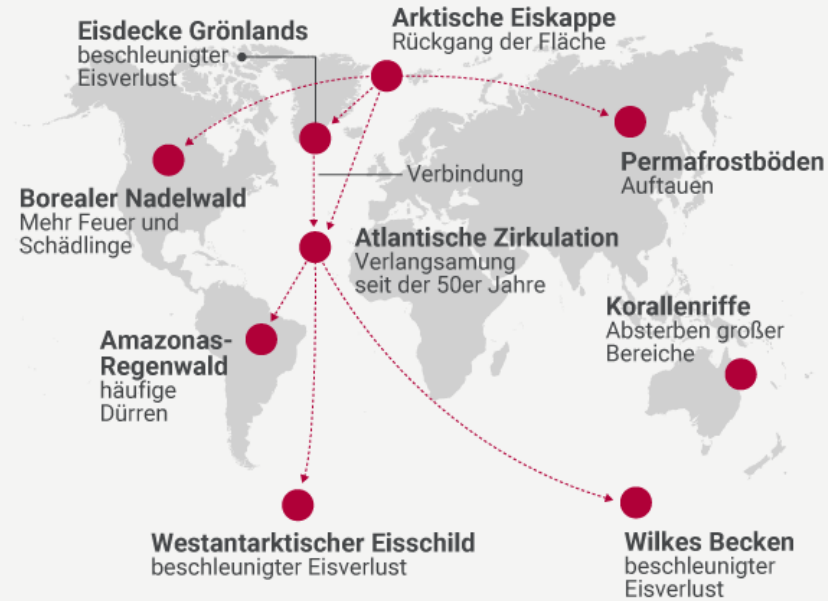 Arktische Eiskappe
Rückgang der Fläche
Eisdecke Grönlands
beschleunigter
Eisverlust
Permafrostböden
Auftauen
Verbindung
Borealer Nadelwald
Mehr Feuer und
Schädlinge
Atlantische Zirkulation
Verlangsamung
seit der 50er Jahre
Korallenriffe
Absterben großer
Bereiche
Amazonas-
Regenwald
häufige
Dürren
Westantarktischer Eisschild
beschleunigter Eisverlust
Wilkes Becken
beschleunigter
Eisverlust